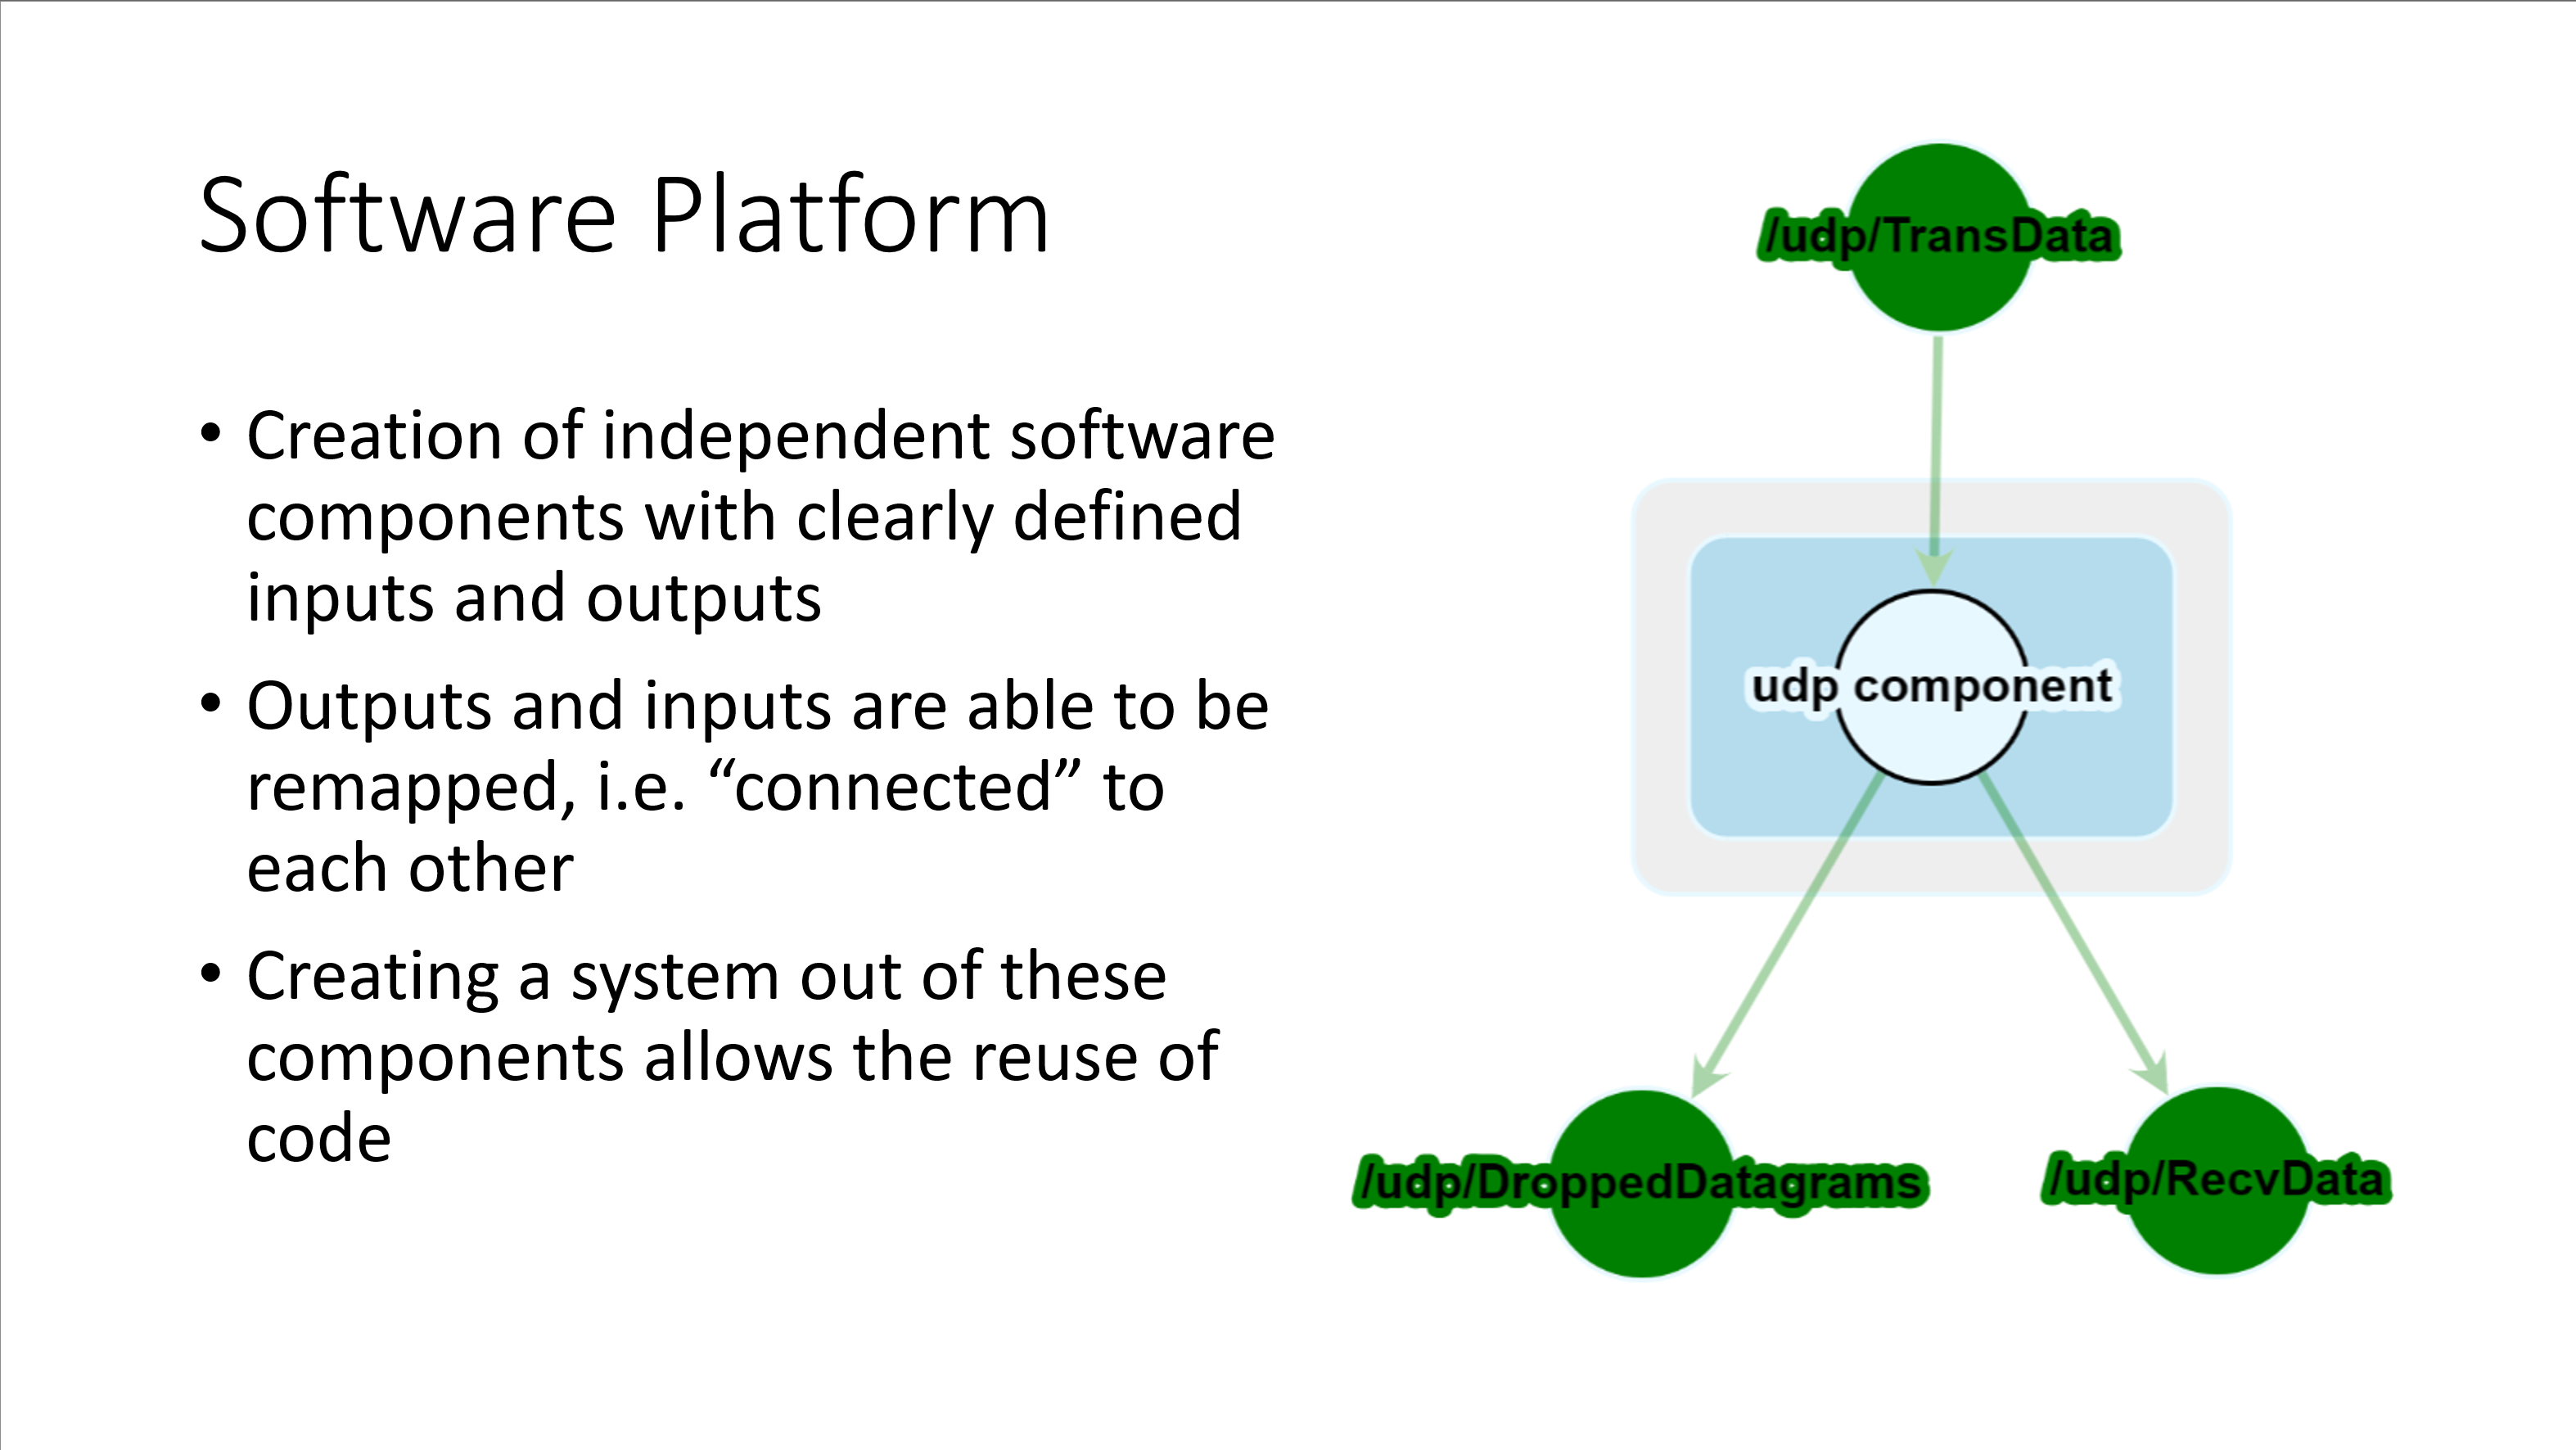 Software Platform
• Creation of independent software
components with clearly defined
inputs and outputs
• Outputs and inputs are able to be
remapped, i.e. “connected” to
each other
• Creating a system out of these
components allows the reuse of
code
/udp/TransData
udp component
/udp/DroppedDatagrams
/udp/RecvData